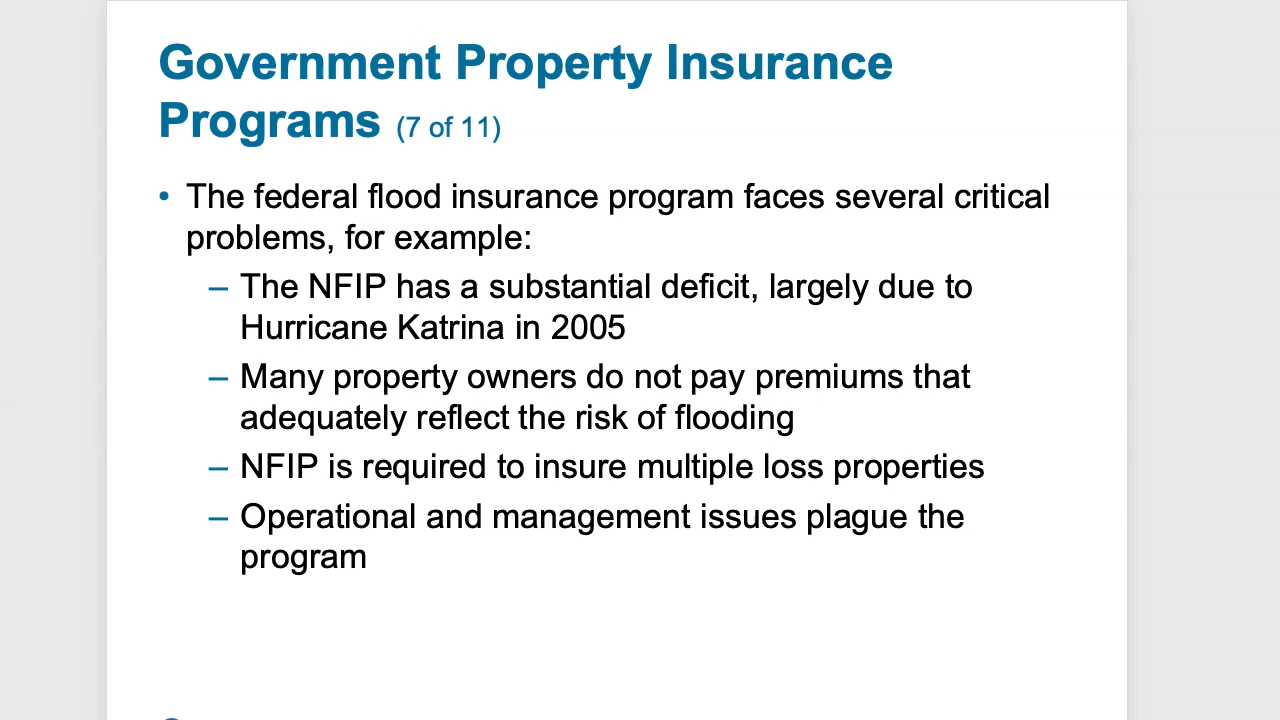 Government Property Insurance
Programs (7 of 11)
• The federal flood insurance program faces several critical
problems, for example:
– The NFIP has a substantial deficit, largely due to
Hurricane Katrina in 2005
– Many property owners do not pay premiums that
adequately reflect the risk of flooding
– NFIP is required to insure multiple loss properties
– Operational and management issues plague the
program